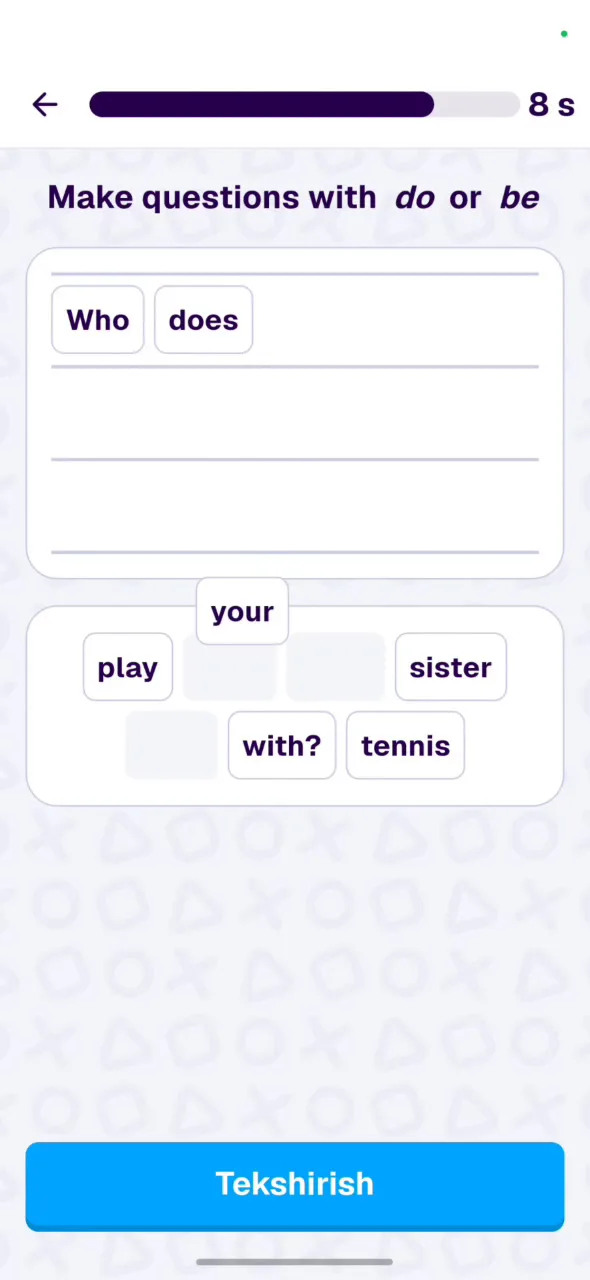 8 s
Make questions with do or be
Who does
your
play sister
with? tennis
Tekshirish